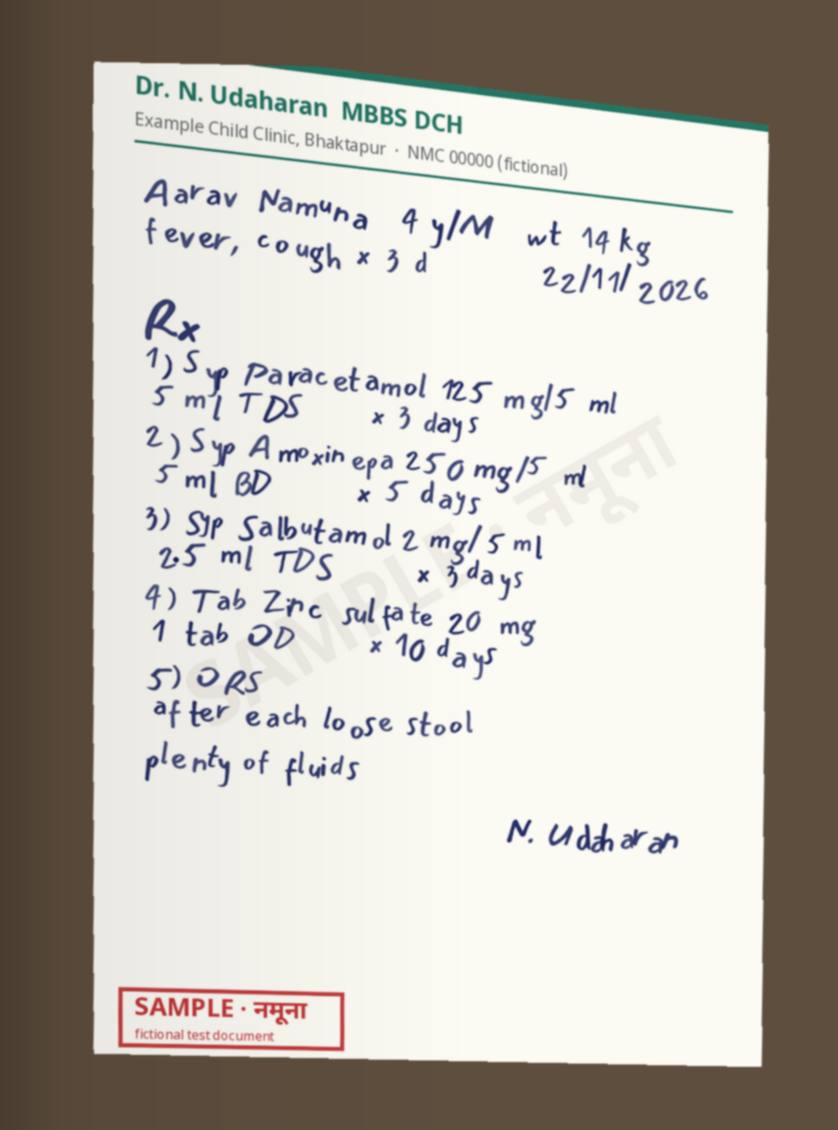 Dr. N. Udaharan MBBS DCH
Example Child Clinic, Bhaktapur · NMC 00000 (fictional)
Aarav Namuna 4 y/M wt 14 kg
fever, cough x 3 d 22/11/2026
Rx
1) Syp Paracetamol 125 mg/5 ml
5 ml TDS x 3 days
2) Syp Amoxin epa 250 mg/5 ml
5 ml BD x 5 days
3) Syp Salbutamol 2 mg/5 ml
2.5 ml TDS x 3 days
4) Tab Zinc sulfate 20 mg
1 tab OD x 10 days
5) ORS
after each loose stool
plenty of fluids
N. Udaharan
SAMPLE · नमूना
SAMPLE · नमूना
fictional test document